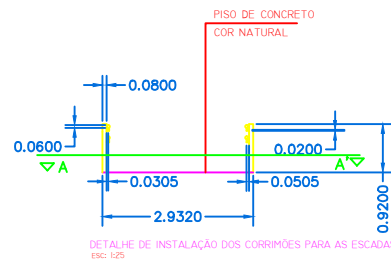 PISO DE CONCRETO
COR NATURAL
0.0800
0.0600
0.0200
A
A'
0.0305
0.0505
0.9200
2.9320
DETALHE DE INSTALAÇÃO DOS CORRIMÕES PARA AS ESCADAS
ESC: 1:25